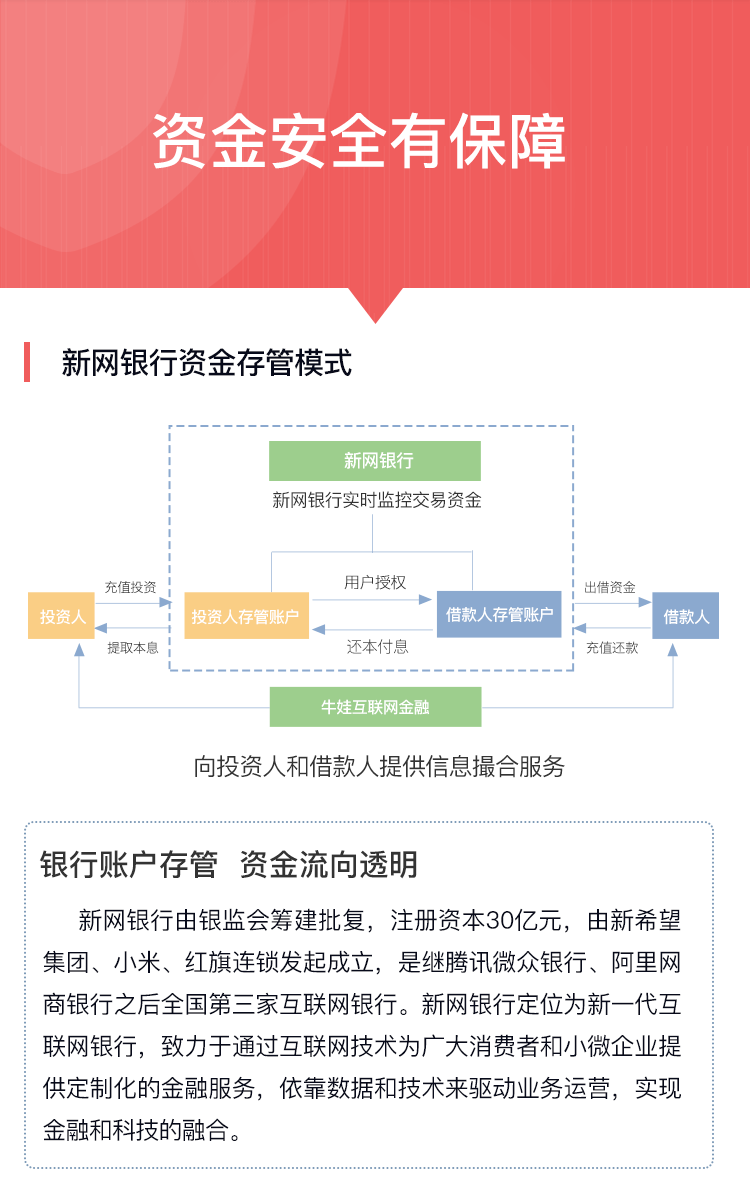 资金安全有保障
新网银行资金存管模式
新网银行
新网银行实时监控交易资金
充值投资
用户授权
出借资金
投资人
投资人存管账户
借款人存管账户
借款人
提取本息
还本付息
充值还款
牛娃互联网金融
向投资人和借款人提供信息撮合服务
银行账户存管 资金流向透明
新网银行由银监会筹建批复，注册资本30亿元，由新希望
集团、小米、红旗连锁发起成立，是继腾讯微众银行、阿里网
商银行之后全国第三家互联网银行。新网银行定位为新一代互
联网银行，致力于通过互联网技术为广大消费者和小微企业提
供定制化的金融服务，依靠数据和技术来驱动业务运营，实现
金融和科技的融合。